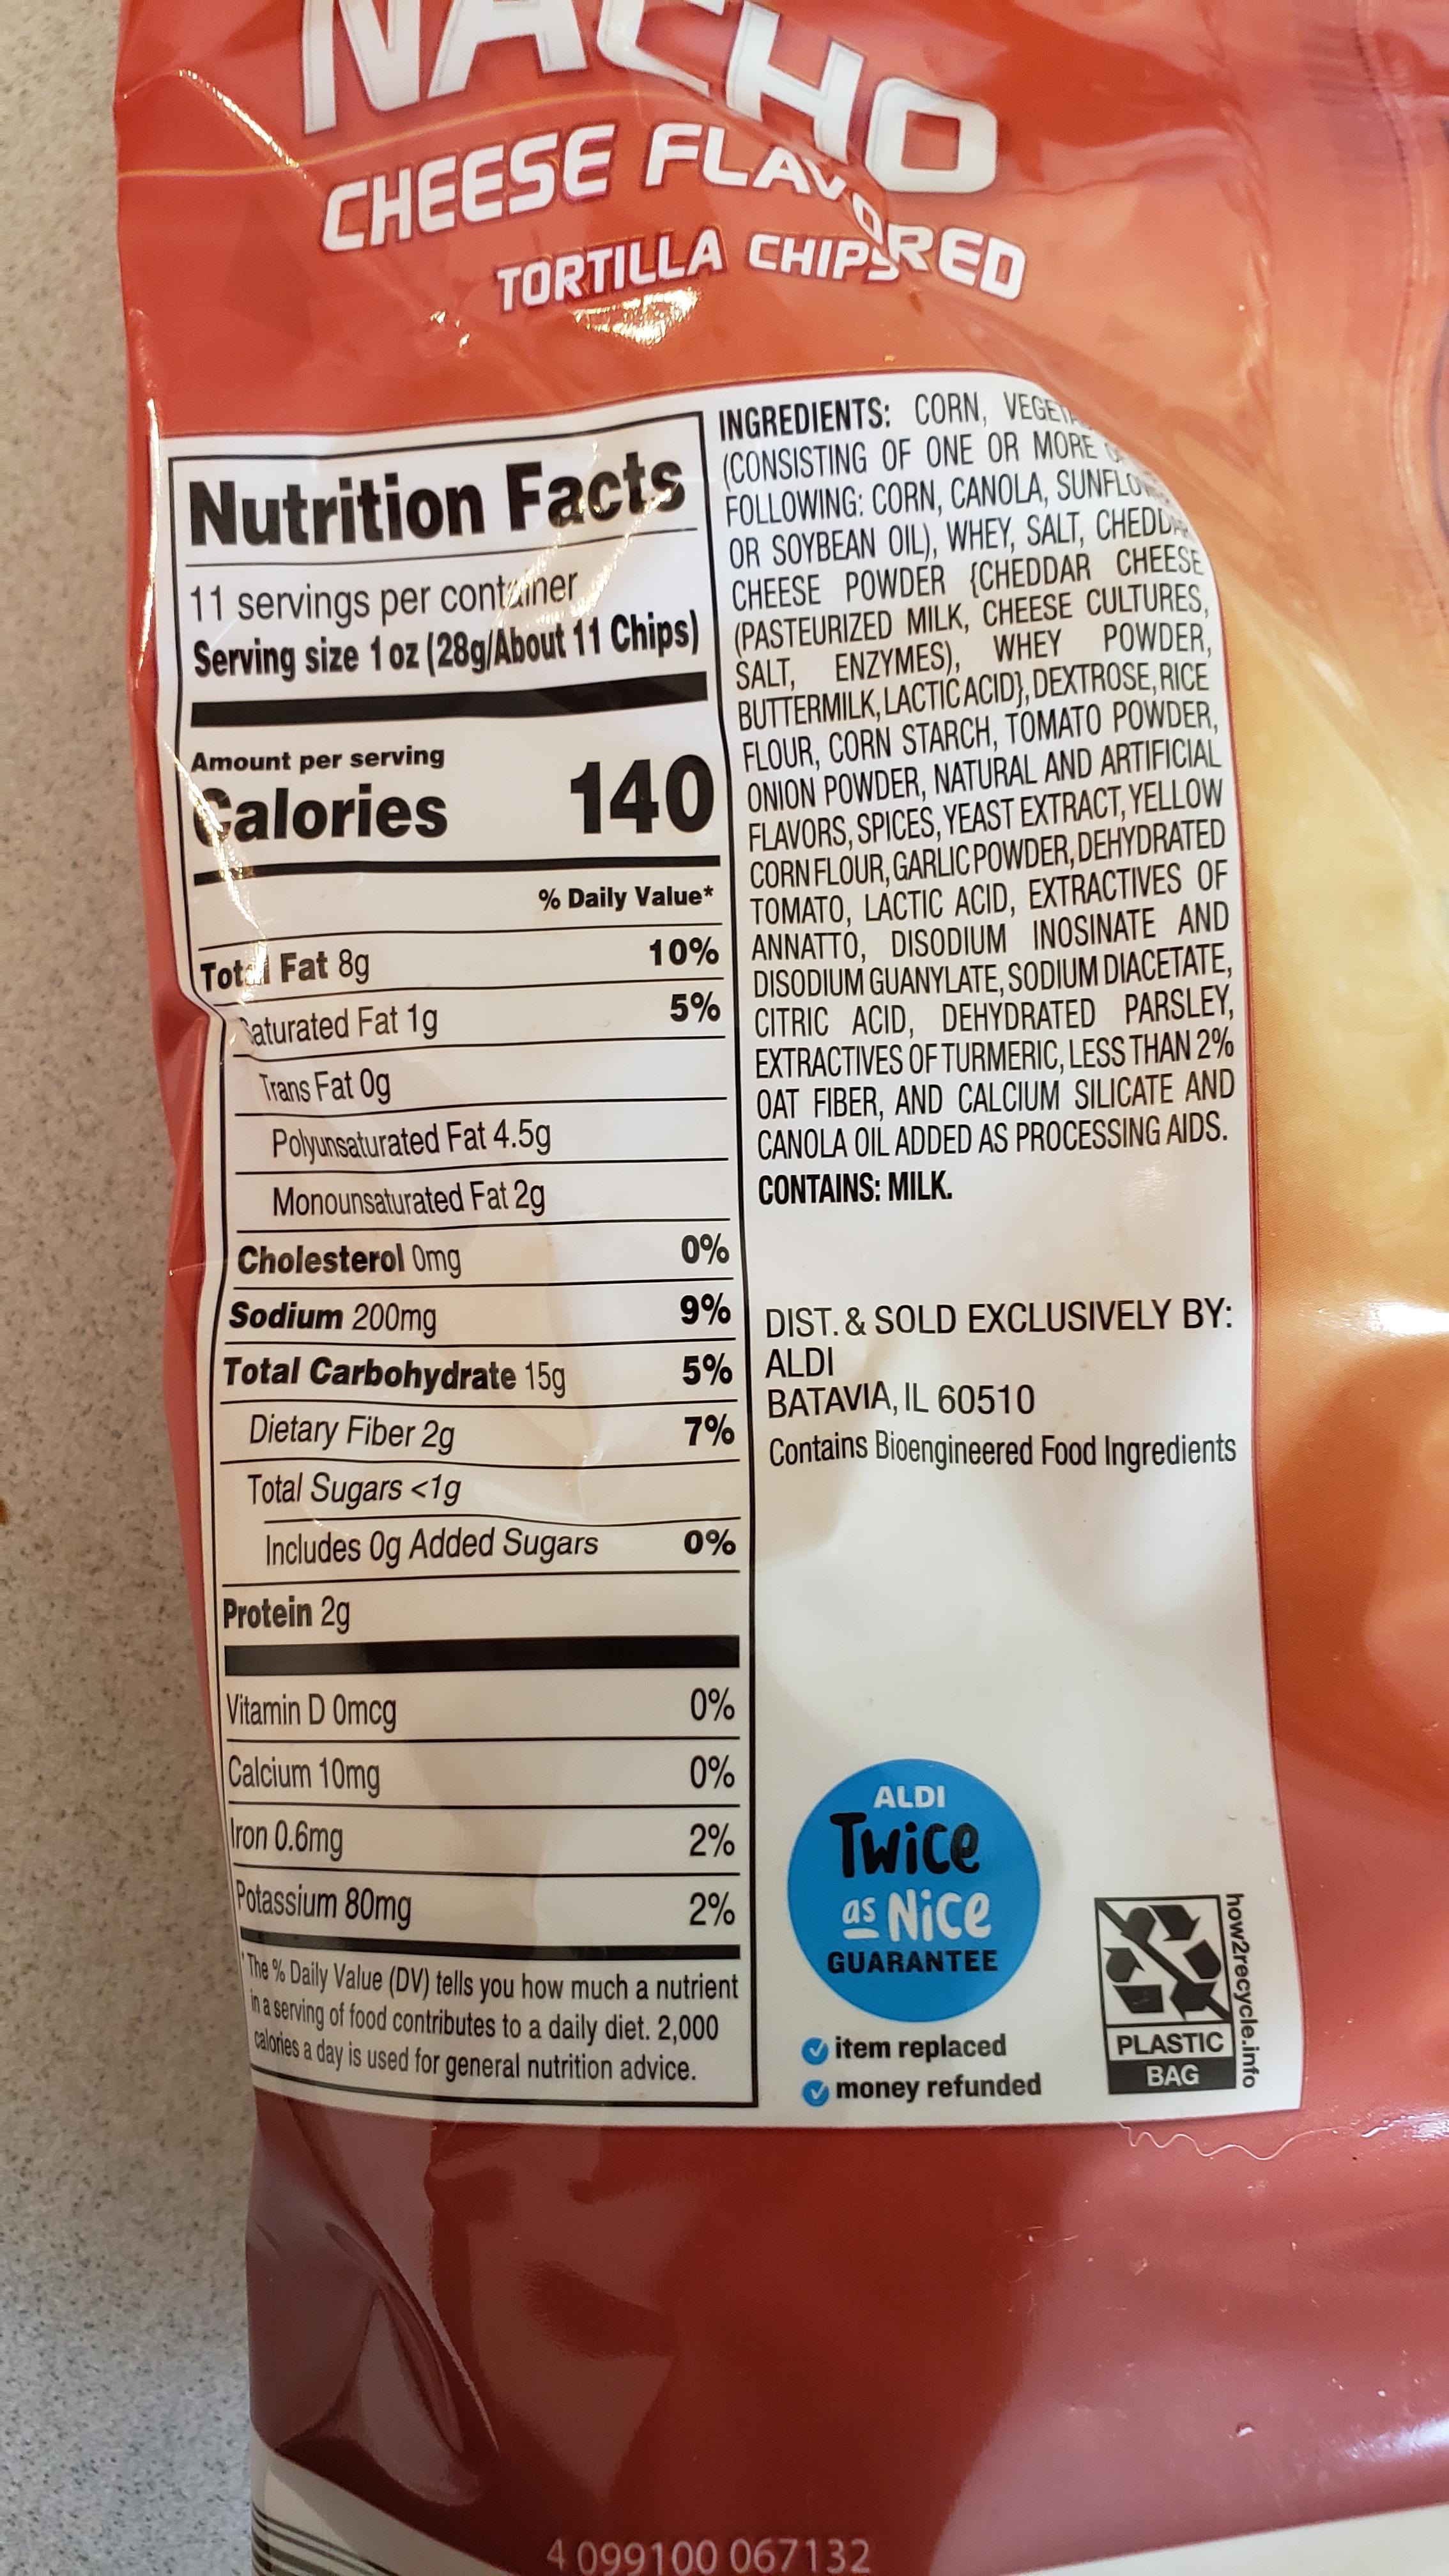 NACHO
CHEESE FLAVORED
TORTILLA CHIPS
Nutrition Facts
11 servings per container
Serving size 1 oz (28g/About 11 Chips)
Amount per serving
Calories 140
% Daily Value*
Total Fat 8g 10%
Saturated Fat 1g 5%
Trans Fat 0g
Polyunsaturated Fat 4.5g
Monounsaturated Fat 2g
Cholesterol 0mg 0%
Sodium 200mg 9%
Total Carbohydrate 15g 5%
Dietary Fiber 2g 7%
Total Sugars <1g
Includes 0g Added Sugars 0%
Protein 2g
Vitamin D 0mcg 0%
Calcium 10mg 0%
Iron 0.6mg 2%
Potassium 80mg 2%
*The % Daily Value (DV) tells you how much a nutrient
in a serving of food contributes to a daily diet. 2,000
calories a day is used for general nutrition advice.
INGREDIENTS: CORN,
(CONSISTING OF ONE OR MORE
FOLLOWING: CORN, CANOLA, SUNFLOWER
OR SOYBEAN OIL), WHEY, SALT, CHEDDAR
CHEESE POWDER {CHEDDAR CHEESE
(PASTEURIZED MILK, CHEESE CULTURES,
SALT, ENZYMES), WHEY POWDER,
BUTTERMILK, LACTIC ACID}, DEXTROSE, RICE
FLOUR, CORN STARCH, TOMATO POWDER,
ONION POWDER, NATURAL AND ARTIFICIAL
FLAVORS, SPICES, YEAST EXTRACT, YELLOW
CORN FLOUR, GARLIC POWDER, DEHYDRATED
TOMATO, LACTIC ACID, EXTRACTIVES OF
ANNATTO, DISODIUM INOSINATE AND
DISODIUM GUANYLATE, SODIUM DIACETATE,
CITRIC ACID, DEHYDRATED PARSLEY,
EXTRACTIVES OF TURMERIC, LESS THAN 2%
OAT FIBER, AND CALCIUM SILICATE AND
CANOLA OIL ADDED AS PROCESSING AIDS.
CONTAINS: MILK.
DIST. & SOLD EXCLUSIVELY BY:
ALDI
BATAVIA, IL 60510
Contains Bioengineered Food Ingredients
ALDI
Twice
as Nice
GUARANTEE
item replaced
money refunded
PLASTIC
BAG
how2recycle.info
4 099100 067132